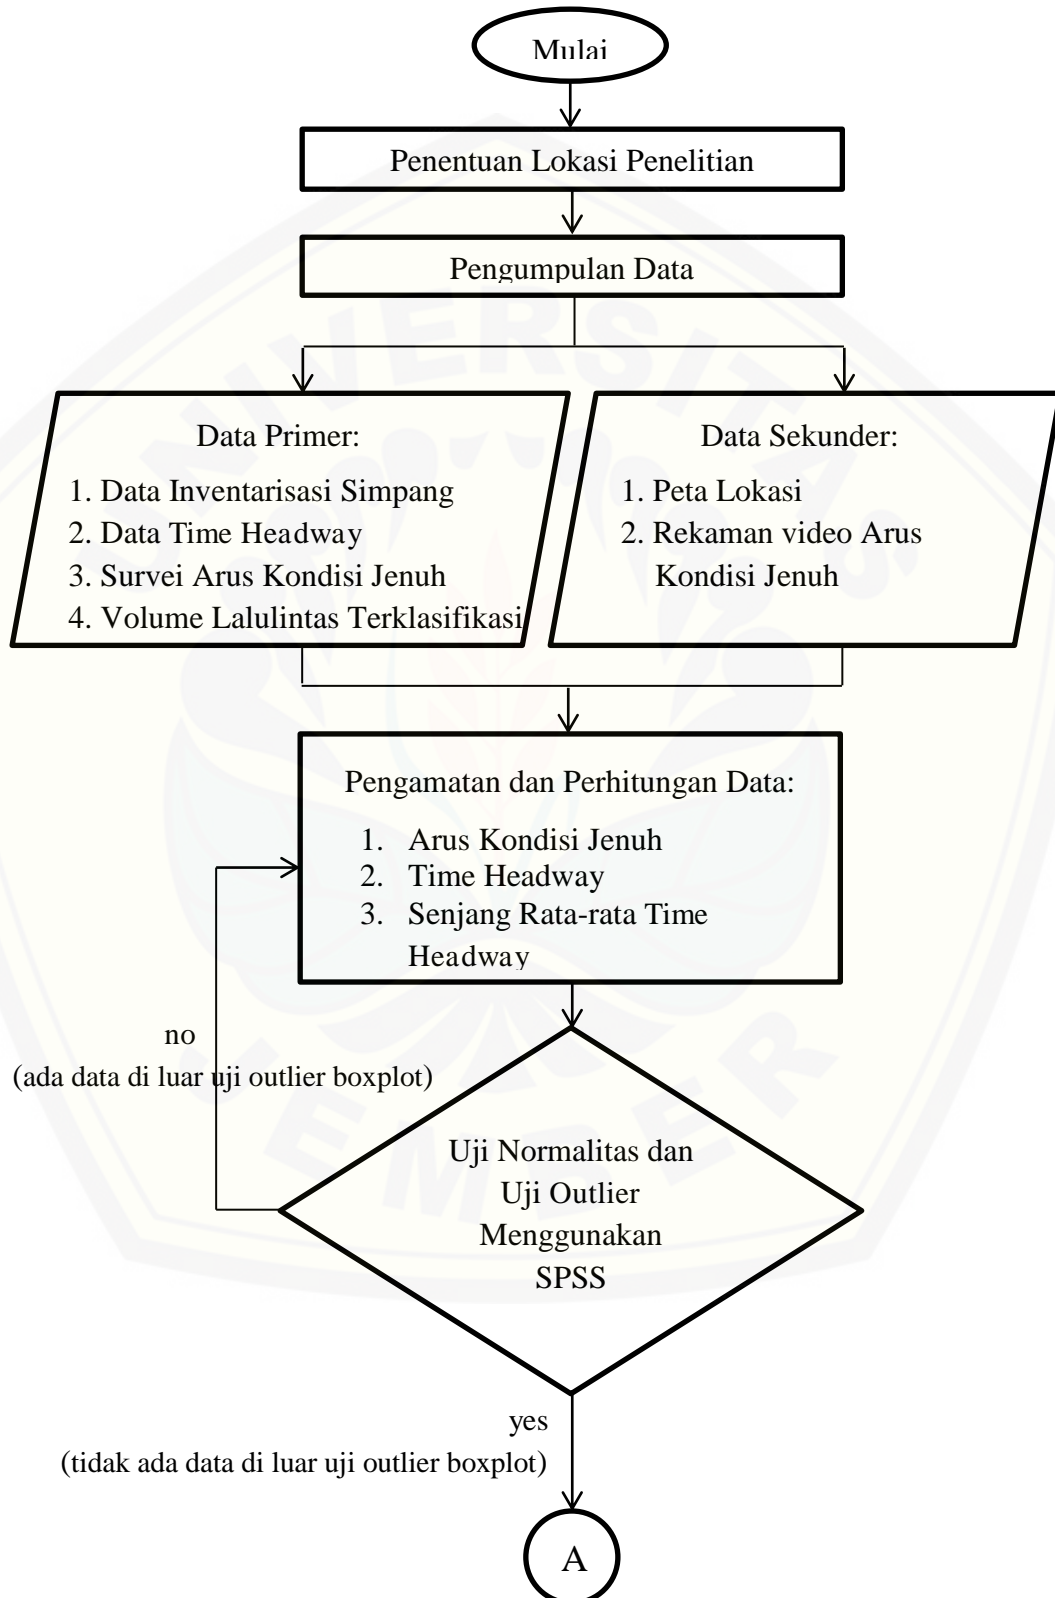 Mulai
Penentuan Lokasi Penelitian
Pengumpulan Data
Data Primer:
1. Data Inventarisasi Simpang
2. Data Time Headway
3. Survei Arus Kondisi Jenuh
4. Volume Lalulintas Terklasifikasi
Data Sekunder:
1. Peta Lokasi
2. Rekaman video Arus
Kondisi Jenuh
Pengamatan dan Perhitungan Data:
1. Arus Kondisi Jenuh
2. Time Headway
3. Senjang Rata-rata Time
Headway
no
(ada data di luar uji outlier boxplot)
Uji Normalitas dan
Uji Outlier
Menggunakan
SPSS
yes
(tidak ada data di luar uji outlier boxplot)
A
UNIVERSITAS
JEMBER